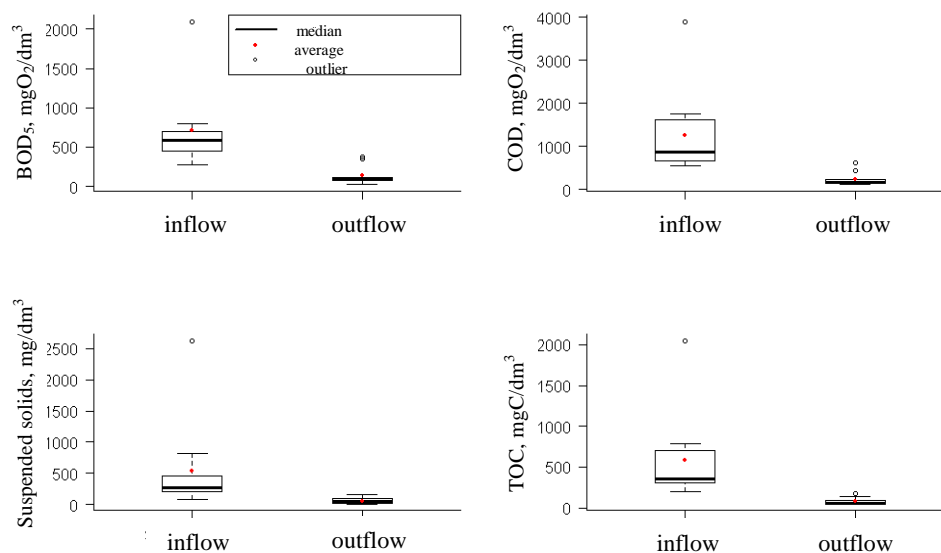 BOD₅, mgO₂/dm³
2000
1500
1000
500
0
median
average
outlier
inflow
outflow
COD, mgO₂/dm³
4000
3000
2000
1000
0
inflow
outflow
Suspended solids, mg/dm³
2500
2000
1500
1000
500
0
inflow
outflow
TOC, mgC/dm³
2000
1500
1000
500
0
inflow
outflow